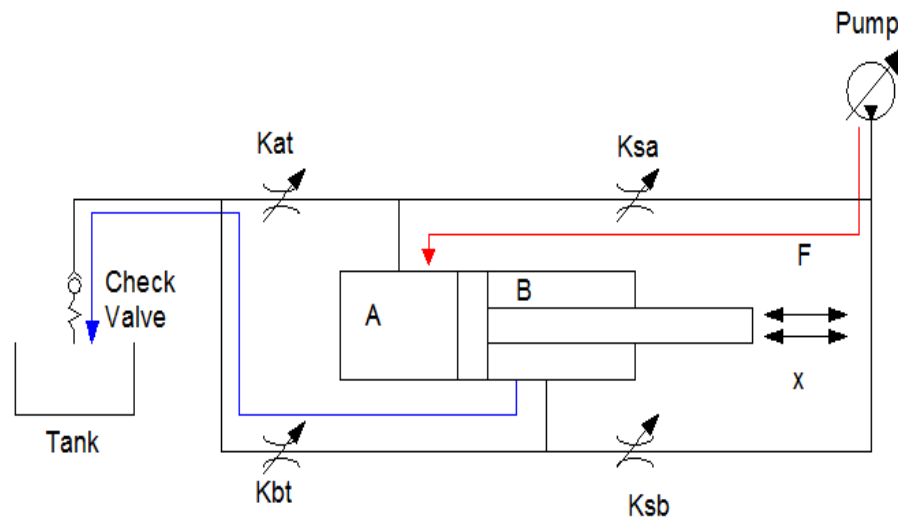 Pump
Kat
Ksa
F
Check
Valve
A
B
x
Tank
Kbt
Ksb